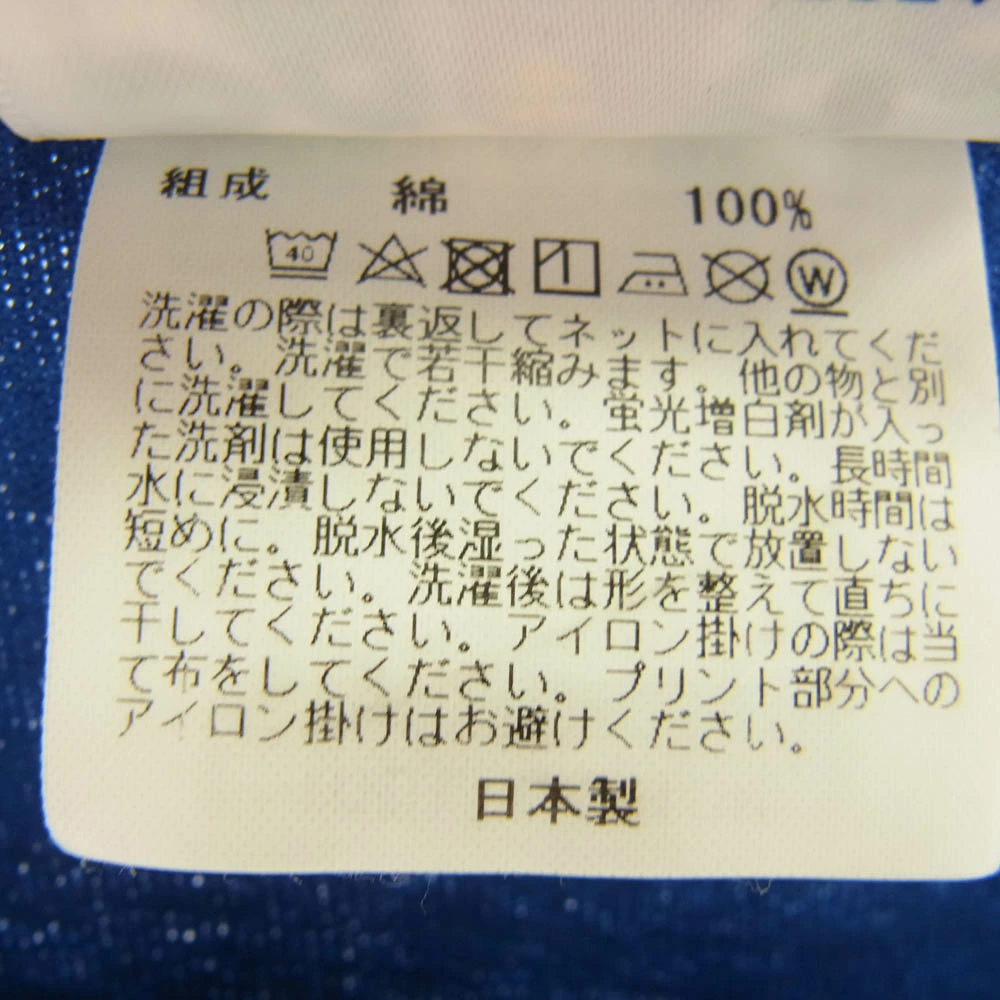 組成 綿 100%
40 W
洗濯の際は裏返してネットに入れてくだ
さい。洗濯で若干縮みます。他の物と別
に洗濯してください。蛍光増白剤が入っ
た洗剤は使用しないでください。長時間
水に浸漬しないでください。脱水時間は
短めに。脱水後湿った状態で放置しない
でください。洗濯後は形を整えて直ちに
干してください。アイロン掛けの際は当
て布をしてください。プリント部分への
アイロン掛けはお避けください。
日本製